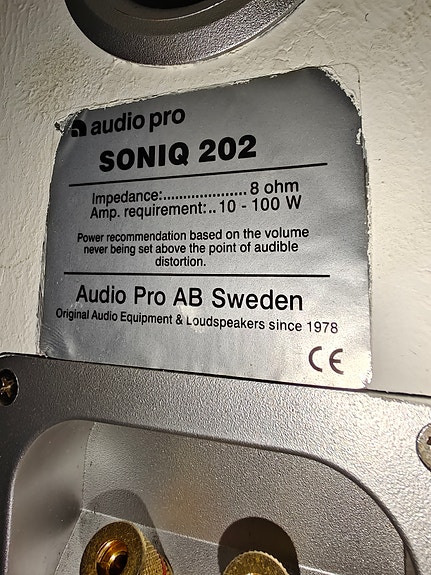 audio pro
SONIQ 202
Impedance:.................... 8 ohm
Amp. requirement:.. 10 - 100 W
Power recommendation based on the volume
never being set above the point of audible
distortion.
Audio Pro AB Sweden
Original Audio Equipment & Loudspeakers since 1978
CE